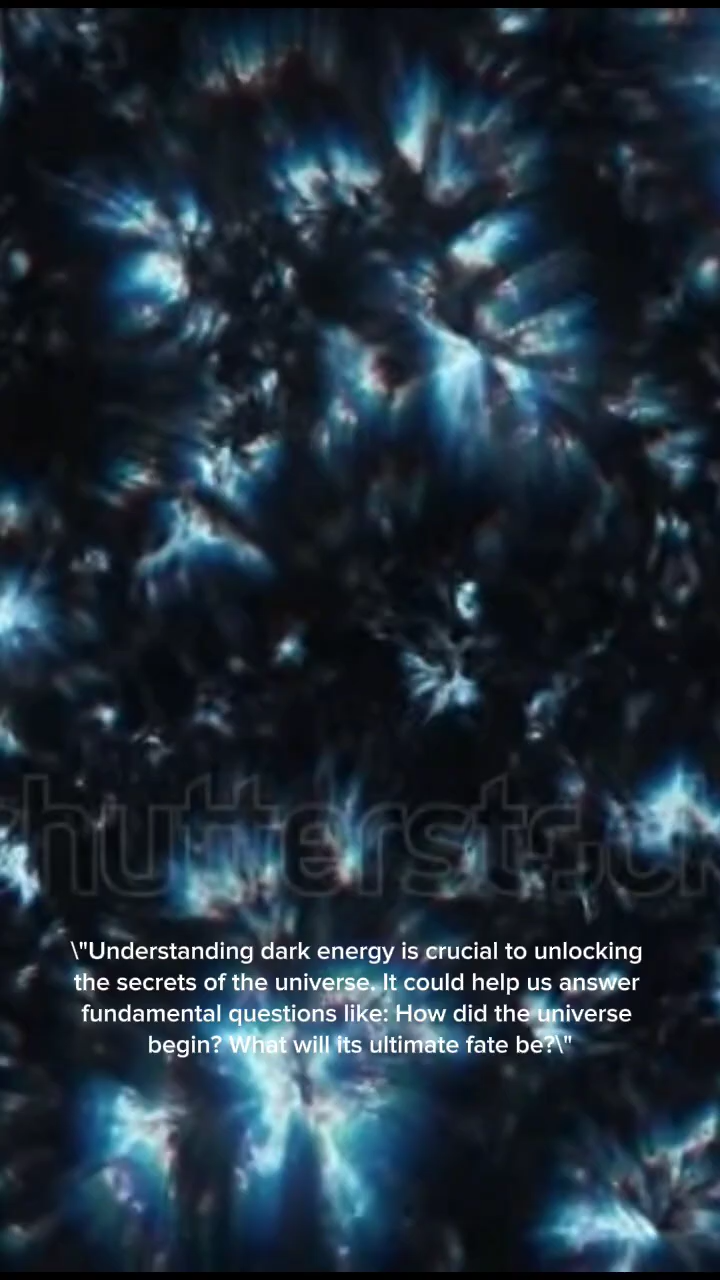 shutterstock
\"Understanding dark energy is crucial to unlocking
the secrets of the universe. It could help us answer
fundamental questions like: How did the universe
begin? What will its ultimate fate be?\"